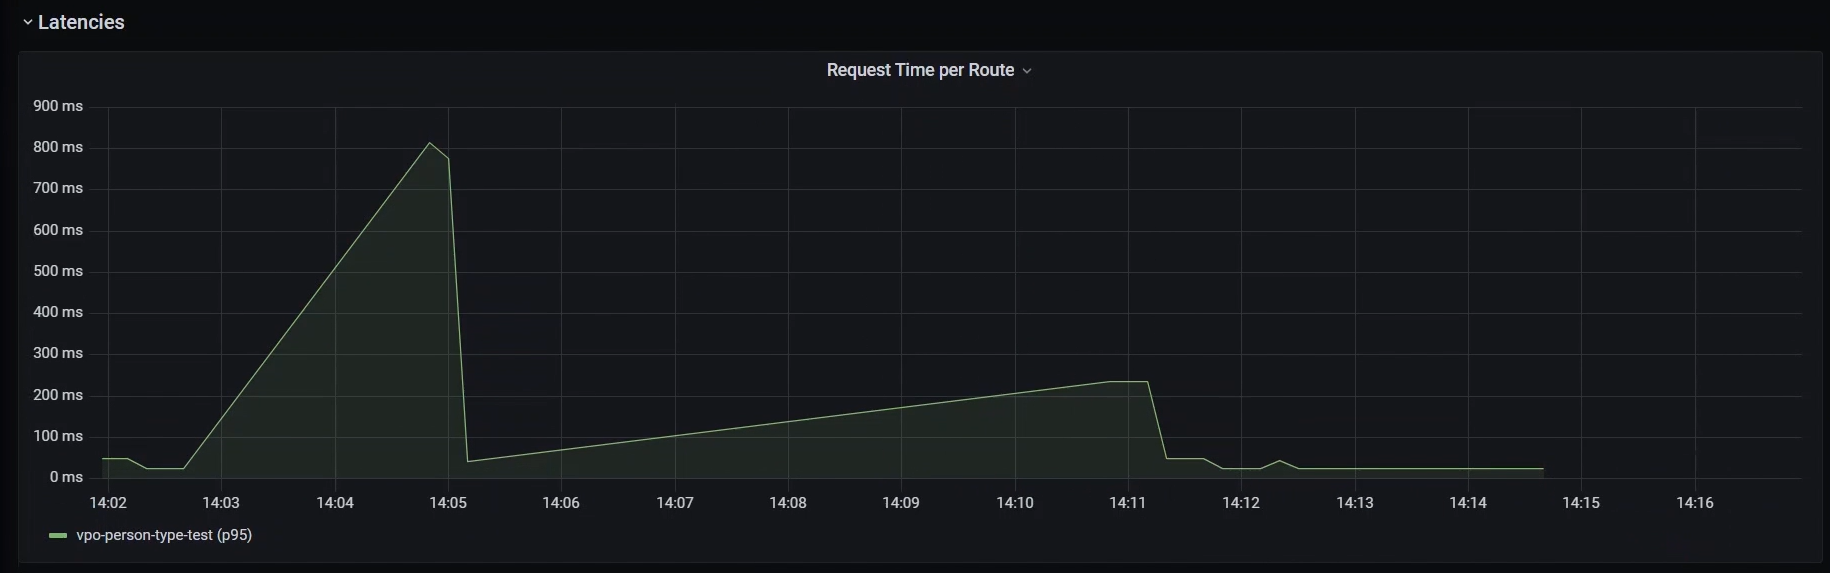 Latencies
Request Time per Route
900 ms
800 ms
700 ms
600 ms
500 ms
400 ms
300 ms
200 ms
100 ms
0 ms
14:02 14:03 14:04 14:05 14:06 14:07 14:08 14:09 14:10 14:11 14:12 14:13 14:14 14:15 14:16
vpo-person-type-test (p95)